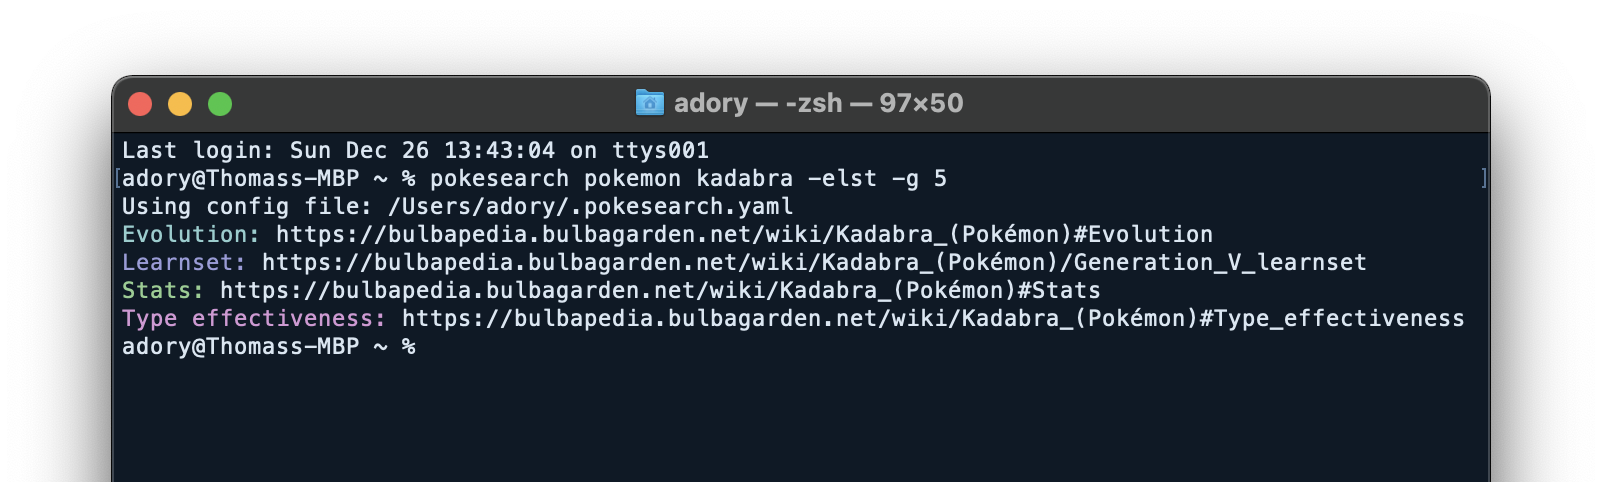 adory — -zsh — 97×50
Last login: Sun Dec 26 13:43:04 on ttys001
[adory@Thomass-MBP ~ % pokesearch pokemon kadabra -elst -g 5 ]
Using config file: /Users/adory/.pokesearch.yaml
Evolution: https://bulbapedia.bulbagarden.net/wiki/Kadabra_(Pokémon)#Evolution
Learnset: https://bulbapedia.bulbagarden.net/wiki/Kadabra_(Pokémon)/Generation_V_learnset
Stats: https://bulbapedia.bulbagarden.net/wiki/Kadabra_(Pokémon)#Stats
Type effectiveness: https://bulbapedia.bulbagarden.net/wiki/Kadabra_(Pokémon)#Type_effectiveness
adory@Thomass-MBP ~ %